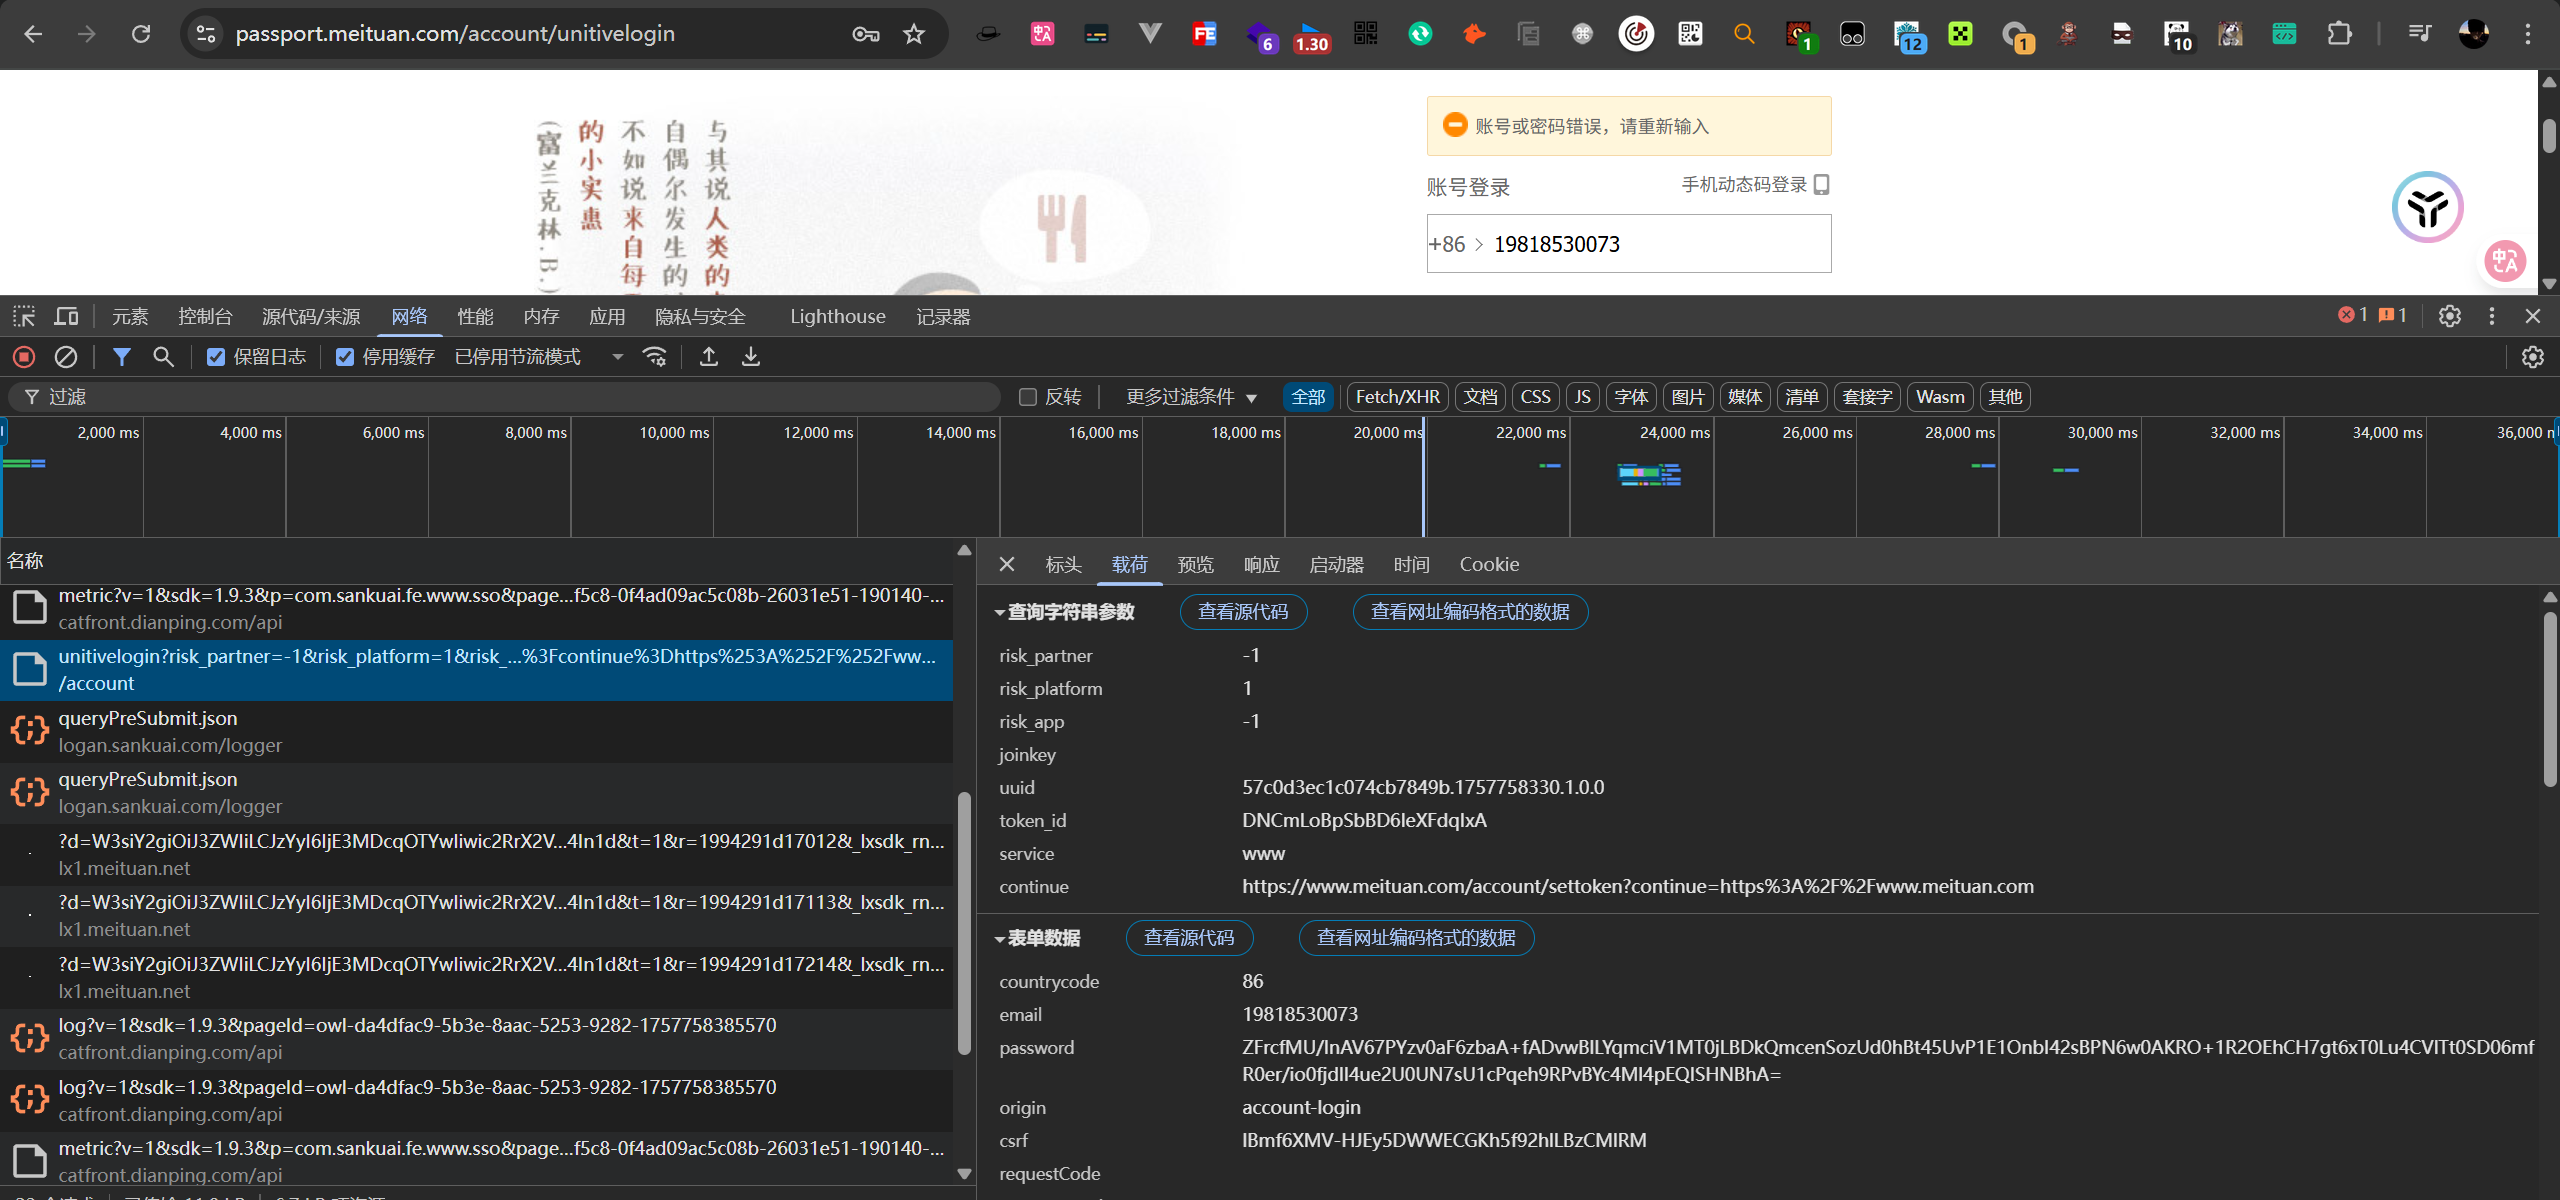 passport.meituan.com/account/unitivelogin
6
1.30
1
12
1
10
与其说人类的
自偶尔发生的
不如说来自每
的小实惠
(富兰克林.B.)
账号或密码错误，请重新输入
账号登录
手机动态码登录
+86
19818530073
元素
控制台
源代码/来源
网络
性能
内存
应用
隐私与安全
Lighthouse
记录器
1
1
保留日志
停用缓存
已停用节流模式
过滤
反转
更多过滤条件
全部
Fetch/XHR
文档
CSS
JS
字体
图片
媒体
清单
套接字
Wasm
其他
2,000 ms
4,000 ms
6,000 ms
8,000 ms
10,000 ms
12,000 ms
14,000 ms
16,000 ms
18,000 ms
20,000 ms
22,000 ms
24,000 ms
26,000 ms
28,000 ms
30,000 ms
32,000 ms
34,000 ms
36,000 m
名称
metric?v=1&sdk=1.9.3&p=com.sankuai.fe.www.sso&page...f5c8-0f4ad09ac5c08b-26031e51-190140-...
catfront.dianping.com/api
unitivelogin?risk_partner=-1&risk_platform=1&risk_...%3Fcontinue%3Dhttps%253A%252F%252Fww...
/account
queryPreSubmit.json
logan.sankuai.com/logger
queryPreSubmit.json
logan.sankuai.com/logger
?d=W3siY2giOiJ3ZWIiLCJzYyI6IjE3MDcqOTYwIiwic2RrX2V...4In1d&t=1&r=1994291d17012&_lxsdk_rn...
lx1.meituan.net
?d=W3siY2giOiJ3ZWIiLCJzYyI6IjE3MDcqOTYwIiwic2RrX2V...4In1d&t=1&r=1994291d17113&_lxsdk_rn...
lx1.meituan.net
?d=W3siY2giOiJ3ZWIiLCJzYyI6IjE3MDcqOTYwIiwic2RrX2V...4In1d&t=1&r=1994291d17214&_lxsdk_rn...
lx1.meituan.net
log?v=1&sdk=1.9.3&pageId=owl-da4dfac9-5b3e-8aac-5253-9282-1757758385570
catfront.dianping.com/api
log?v=1&sdk=1.9.3&pageId=owl-da4dfac9-5b3e-8aac-5253-9282-1757758385570
catfront.dianping.com/api
metric?v=1&sdk=1.9.3&p=com.sankuai.fe.www.sso&page...f5c8-0f4ad09ac5c08b-26031e51-190140-...
catfront.dianping.com/api
标头
载荷
预览
响应
启动器
时间
Cookie
查询字符串参数
查看源代码
查看网址编码格式的数据
risk_partner -1
risk_platform 1
risk_app -1
joinkey
uuid 57c0d3ec1c074cb7849b.1757758330.1.0.0
token_id DNCmLoBpSbBD6leXFdqIxA
service www
continue https://www.meituan.com/account/settoken?continue=https%3A%2F%2Fwww.meituan.com
表单数据
查看源代码
查看网址编码格式的数据
countrycode 86
email 19818530073
password ZFrcfMU/InAV67PYzv0aF6zbaA+fADvwBILYqmciV1MT0jLBDkQmcenSozUd0hBt45UvP1E1OnbI42sBPN6w0AKRO+1R2OEhCH7gt6xT0Lu4CVITt0SD06mf
R0er/io0fjdII4ue2U0UN7sU1cPqeh9RPvBYc4MI4pEQISHNBhA=
origin account-login
csrf IBmf6XMV-HJEy5DWWECGKh5f92hILBzCMIRM
requestCode